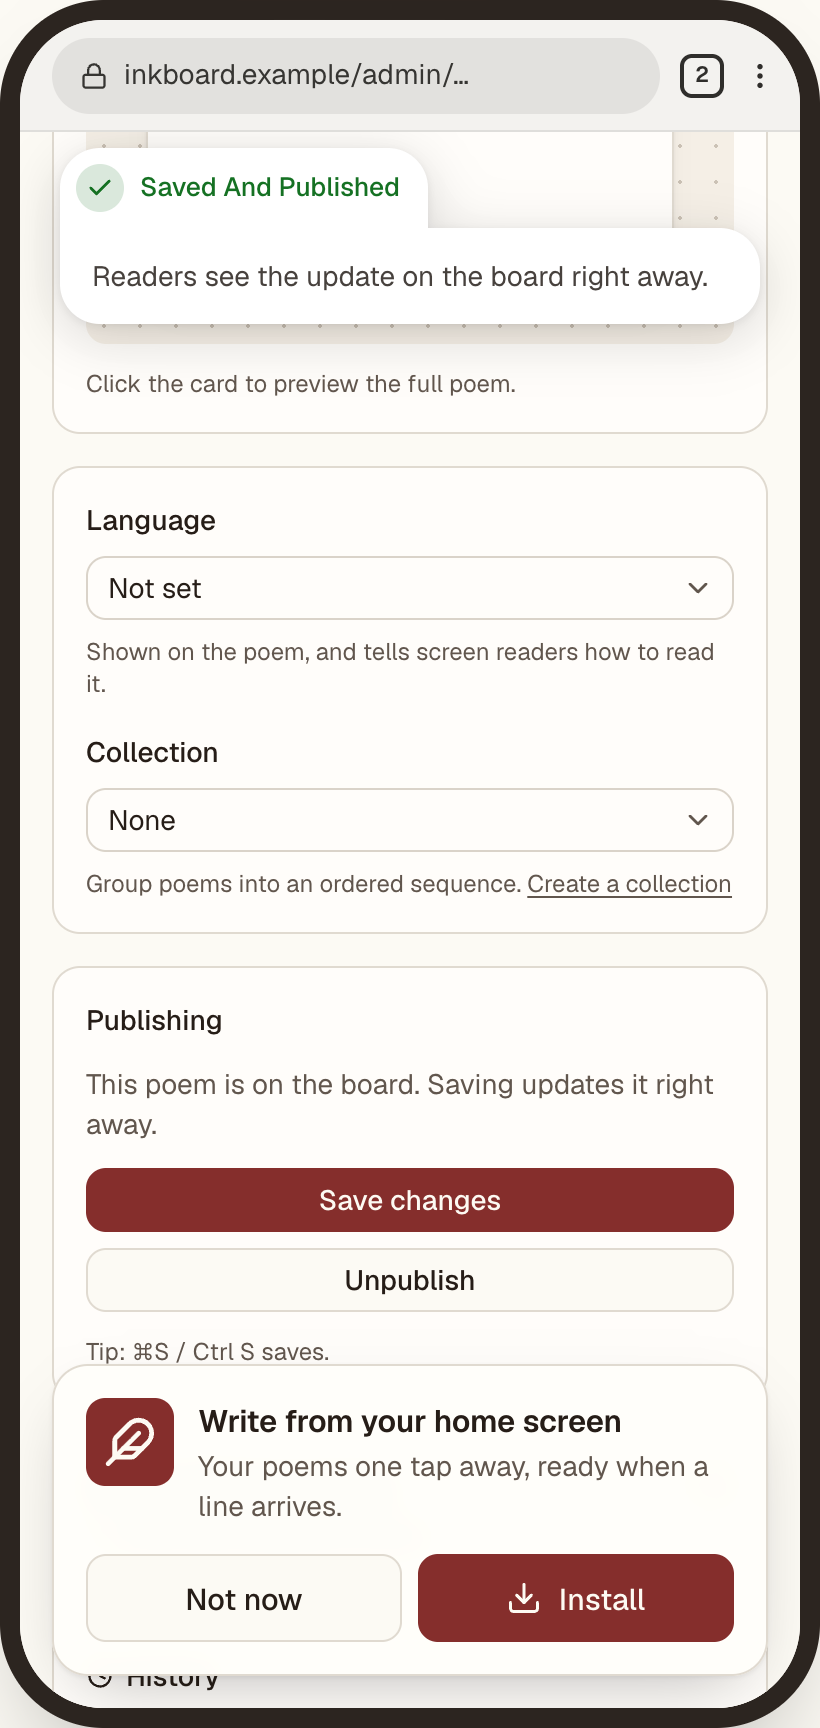 inkboard.example/admin/...
2
Saved And Published
Readers see the update on the board right away.
Click the card to preview the full poem.
Language
Not set
Shown on the poem, and tells screen readers how to read
it.
Collection
None
Group poems into an ordered sequence. Create a collection
Publishing
This poem is on the board. Saving updates it right
away.
Save changes
Unpublish
Tip: ⌘S / Ctrl S saves.
Write from your home screen
Your poems one tap away, ready when a
line arrives.
Not now
Install
History